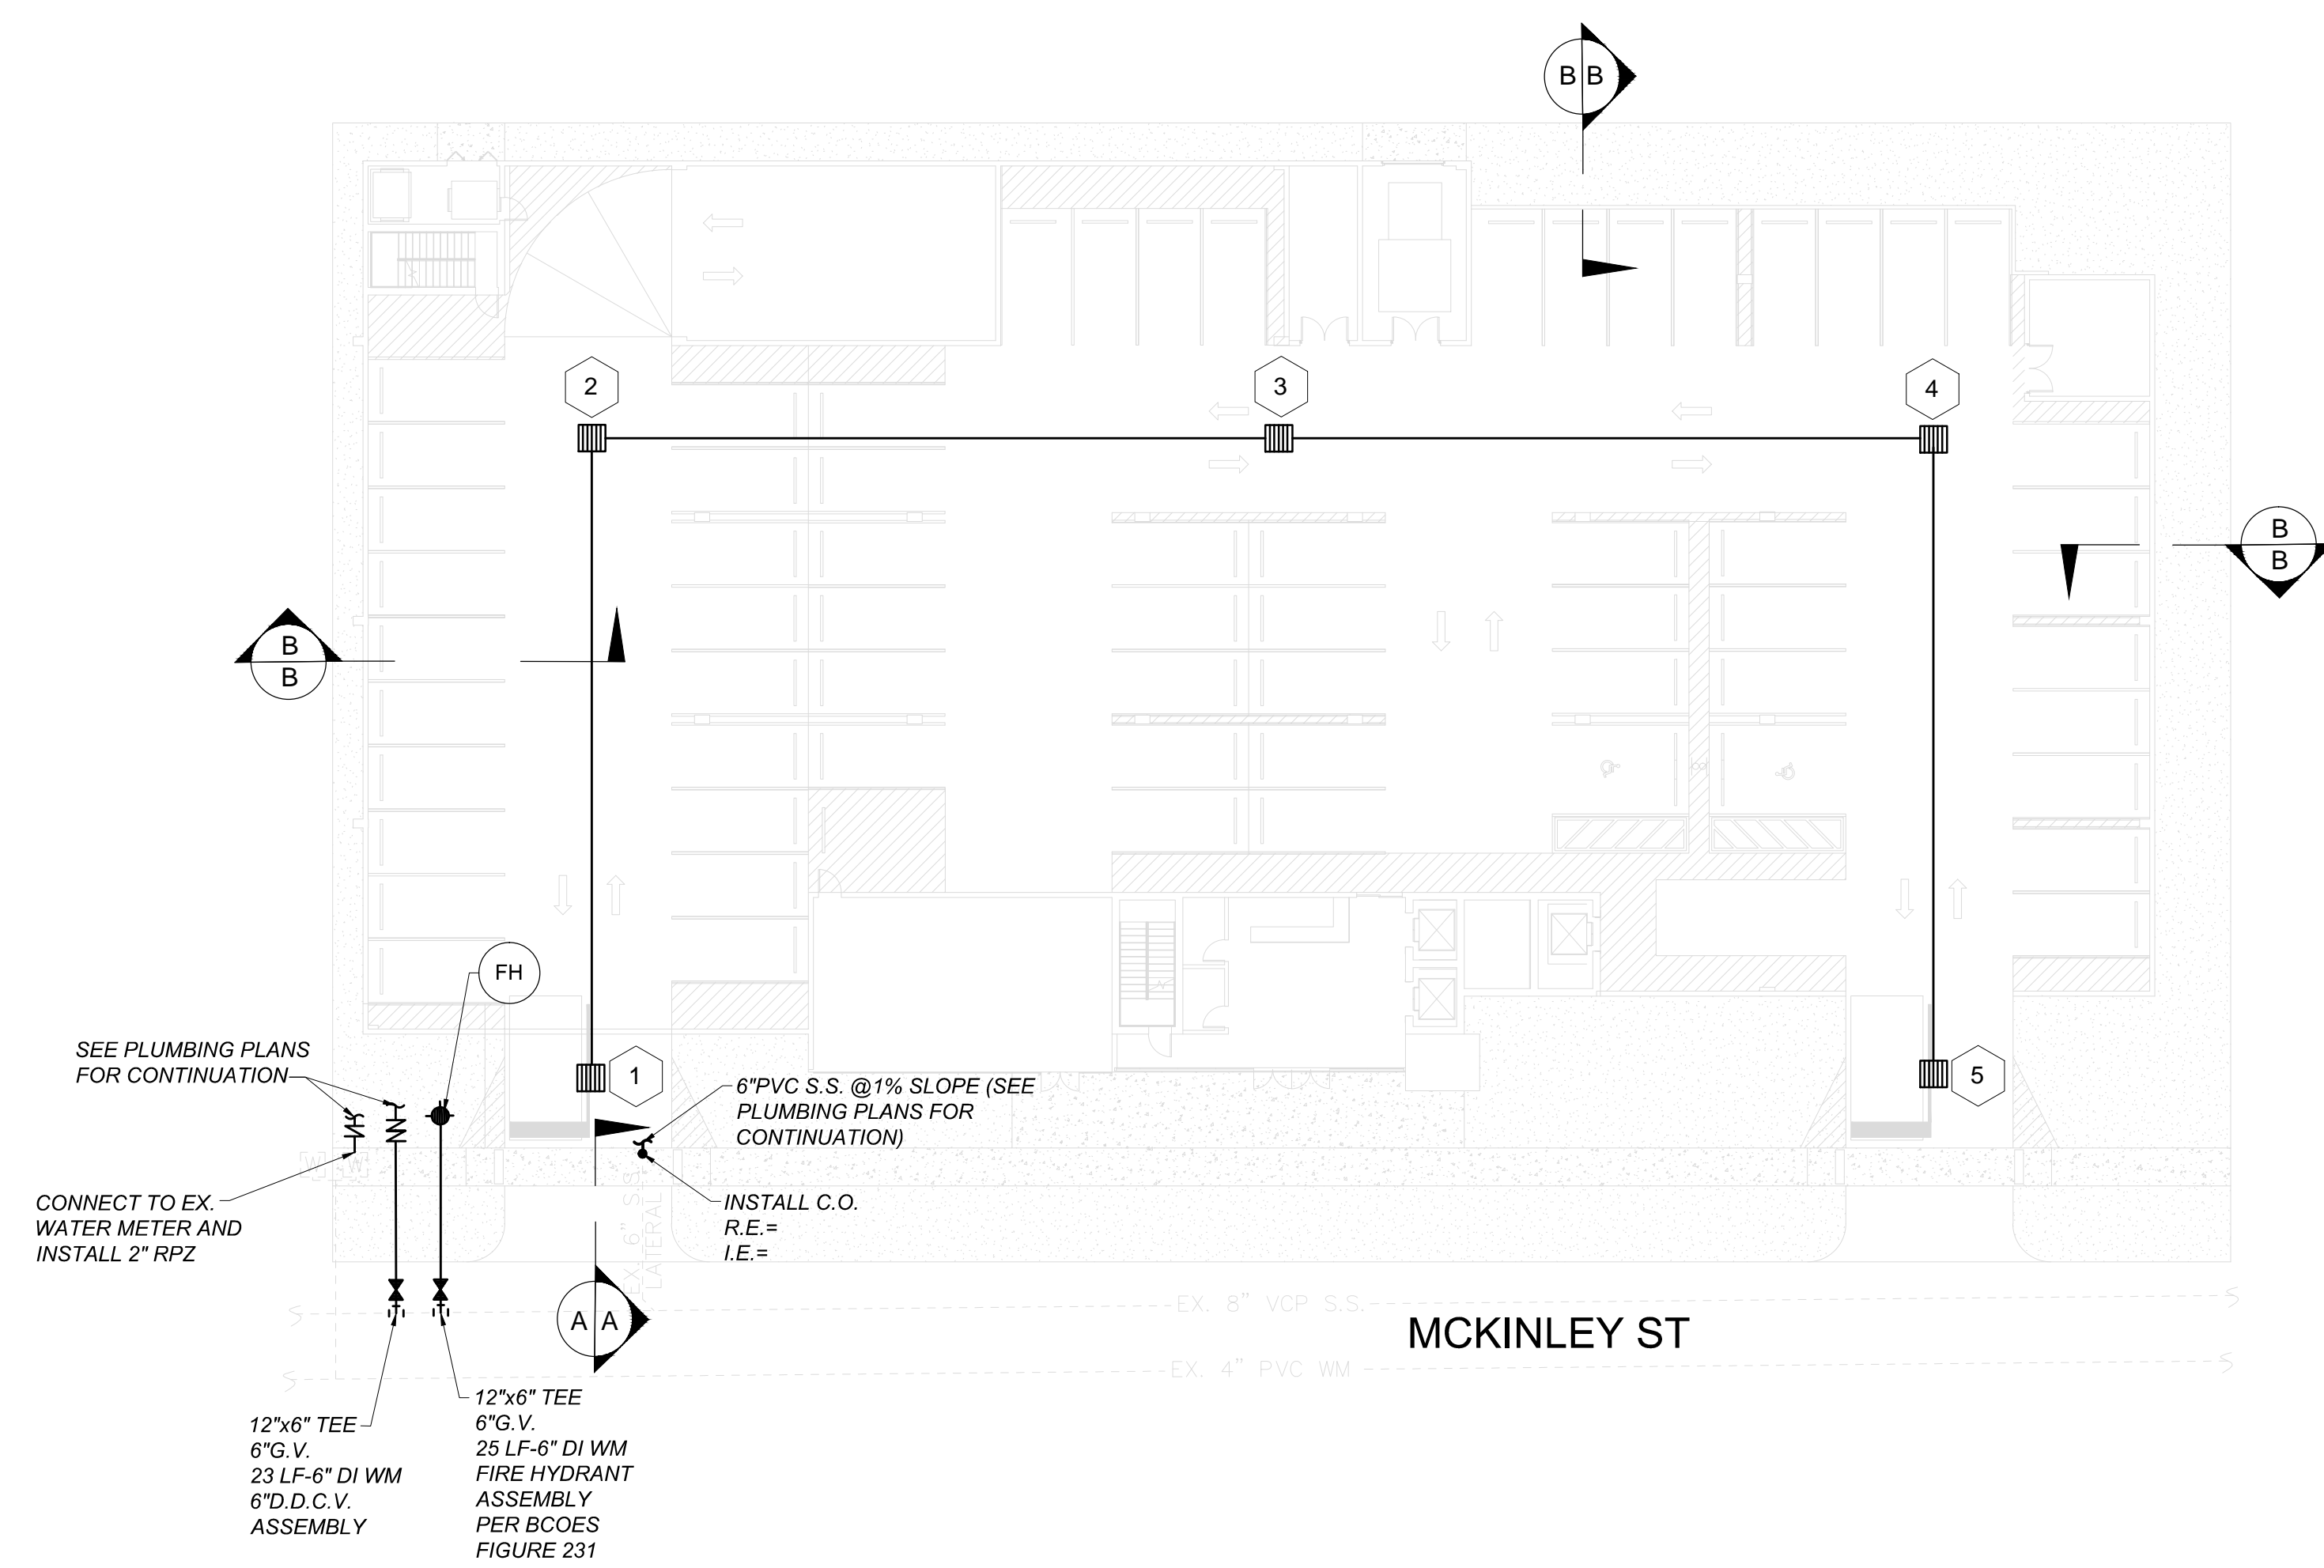 B B
2
3
4
B
B
B
B
FH
SEE PLUMBING PLANS
FOR CONTINUATION
1
5
6"PVC S.S. @1% SLOPE (SEE
PLUMBING PLANS FOR
CONTINUATION)
W
W
CONNECT TO EX.
WATER METER AND
INSTALL 2" RPZ
INSTALL C.O.
R.E.=
I.E.=
EX. 6" S.S.
LATERAL
EX. 8" VCP S.S.
A A
MCKINLEY ST
EX. 4" PVC WM
12"x6" TEE
6"G.V.
23 LF-6" DI WM
6"D.D.C.V.
ASSEMBLY
12"x6" TEE
6"G.V.
25 LF-6" DI WM
FIRE HYDRANT
ASSEMBLY
PER BCOES
FIGURE 231